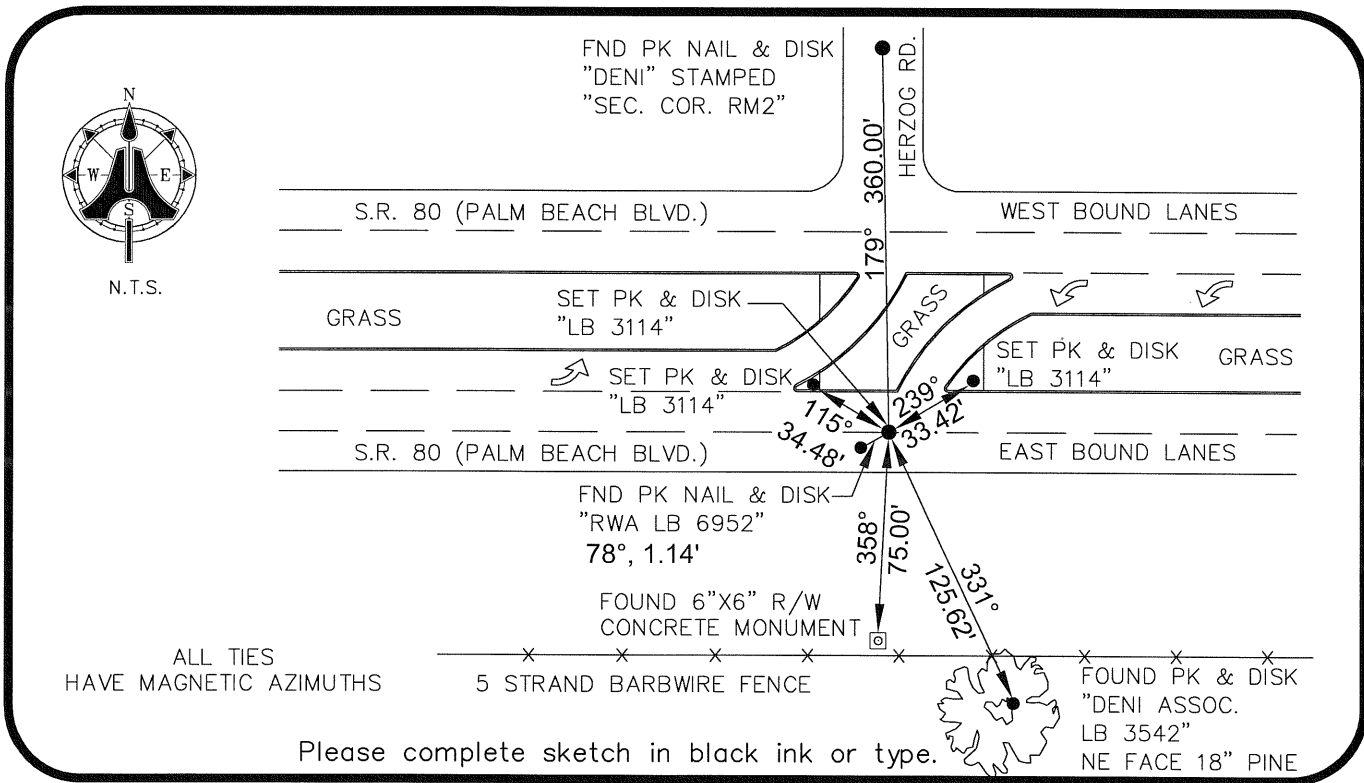 FND PK NAIL & DISK
"DENI" STAMPED
"SEC. COR. RM2"
HERZOG RD.
N
W
E
S
N.T.S.
179° 360.00'
S.R. 80 (PALM BEACH BLVD.)
WEST BOUND LANES
SET PK & DISK
"LB 3114"
GRASS
GRASS
SET PK & DISK
"LB 3114"
GRASS
SET PK & DISK
"LB 3114"
115°
34.48'
239°
33.42'
S.R. 80 (PALM BEACH BLVD.)
EAST BOUND LANES
FND PK NAIL & DISK
"RWA LB 6952"
78°, 1.14'
358°
75.00'
331°
125.62'
FOUND 6"X6" R/W
CONCRETE MONUMENT
ALL TIES
HAVE MAGNETIC AZIMUTHS
5 STRAND BARBWIRE FENCE
FOUND PK & DISK
"DENI ASSOC.
LB 3542"
NE FACE 18" PINE
Please complete sketch in black ink or type.